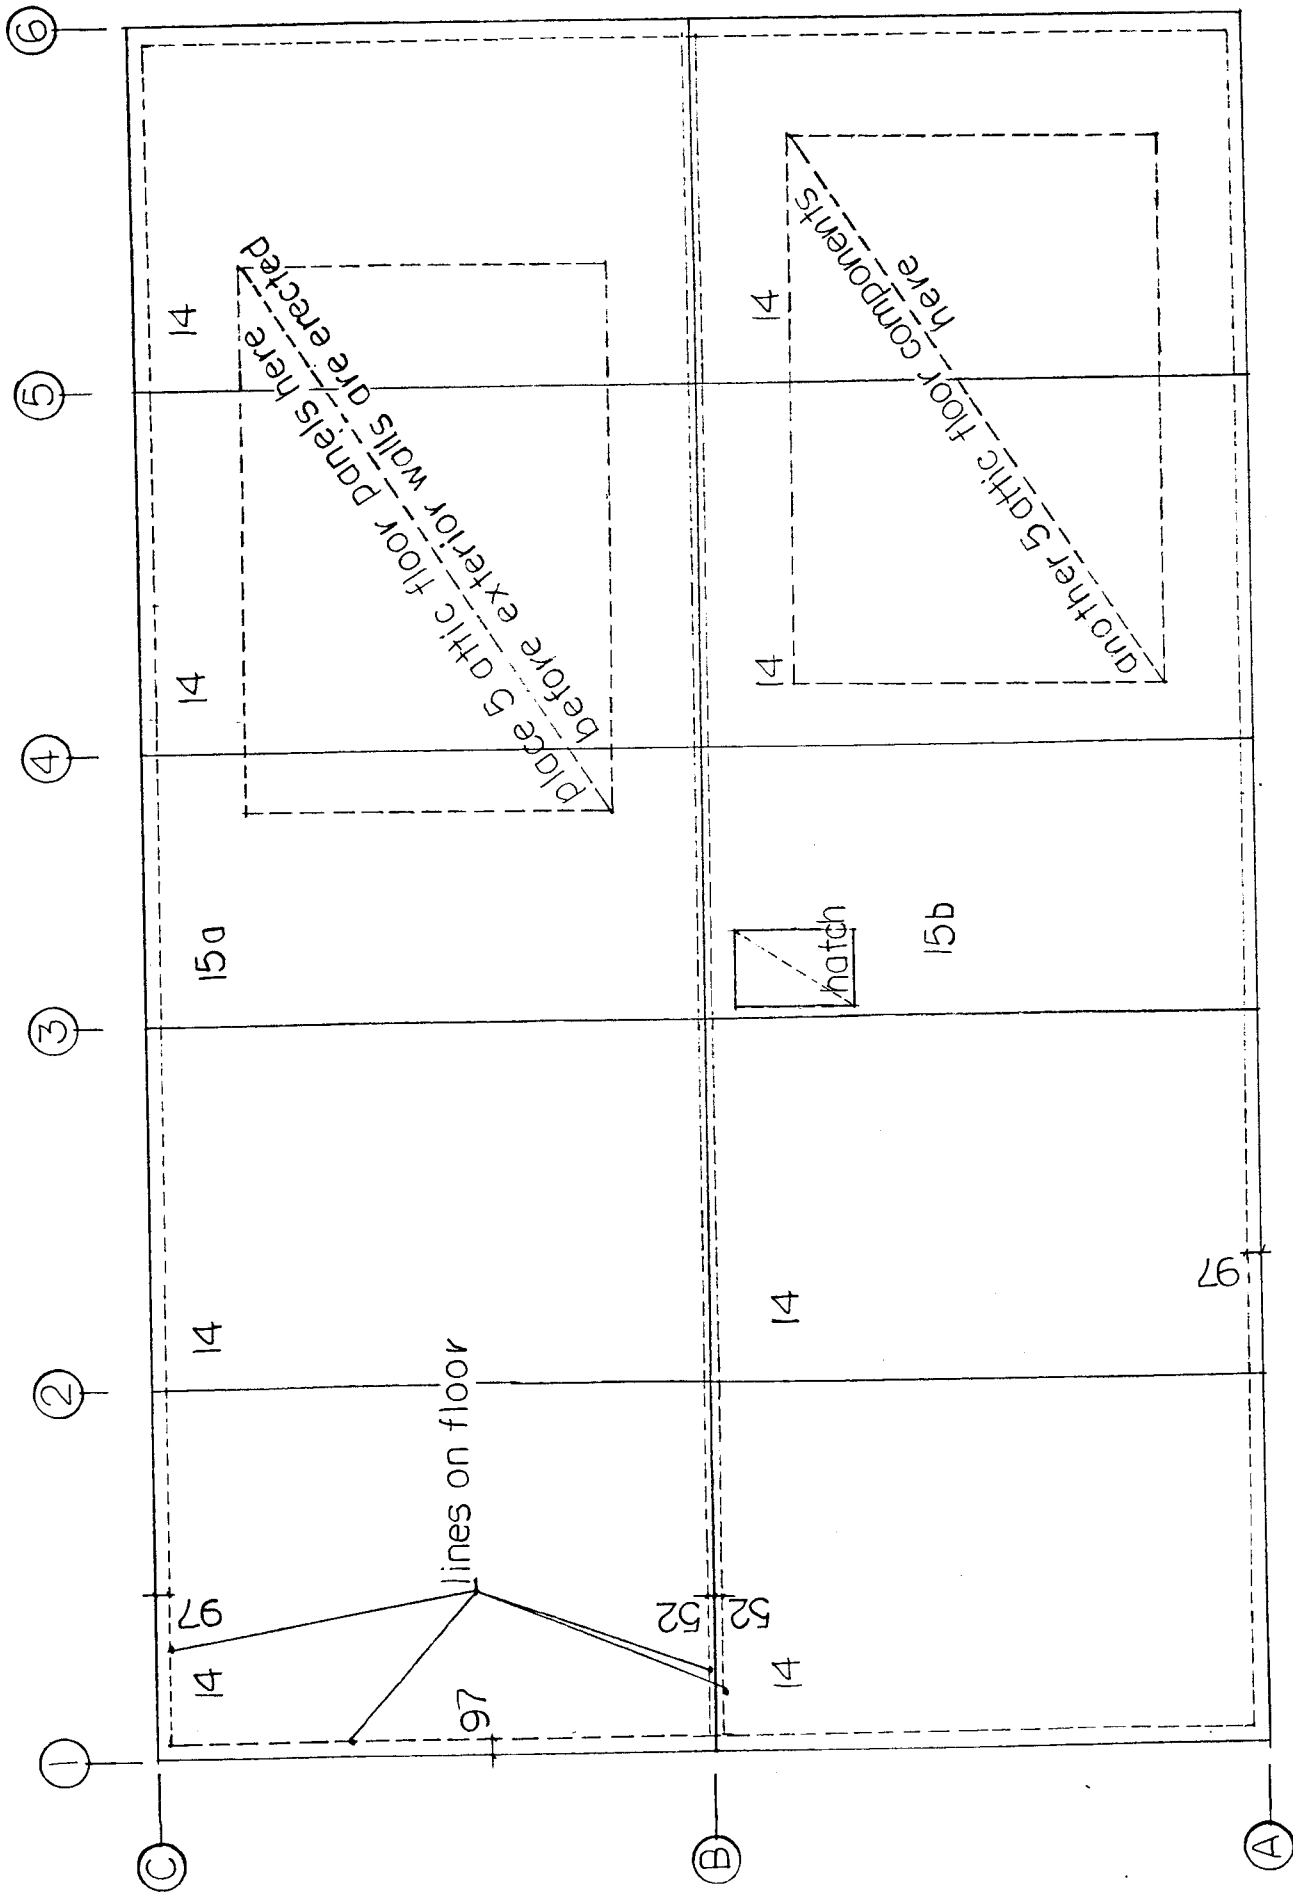 1
2
3
4
5
6
C
14
14
15a
14
14
97
97
lines on floor
place 5 attic floor panels here
before exterior walls are erected
52
B
52
14
14
hatch
15b
14
14
another 5 attic floor components
here
97
A